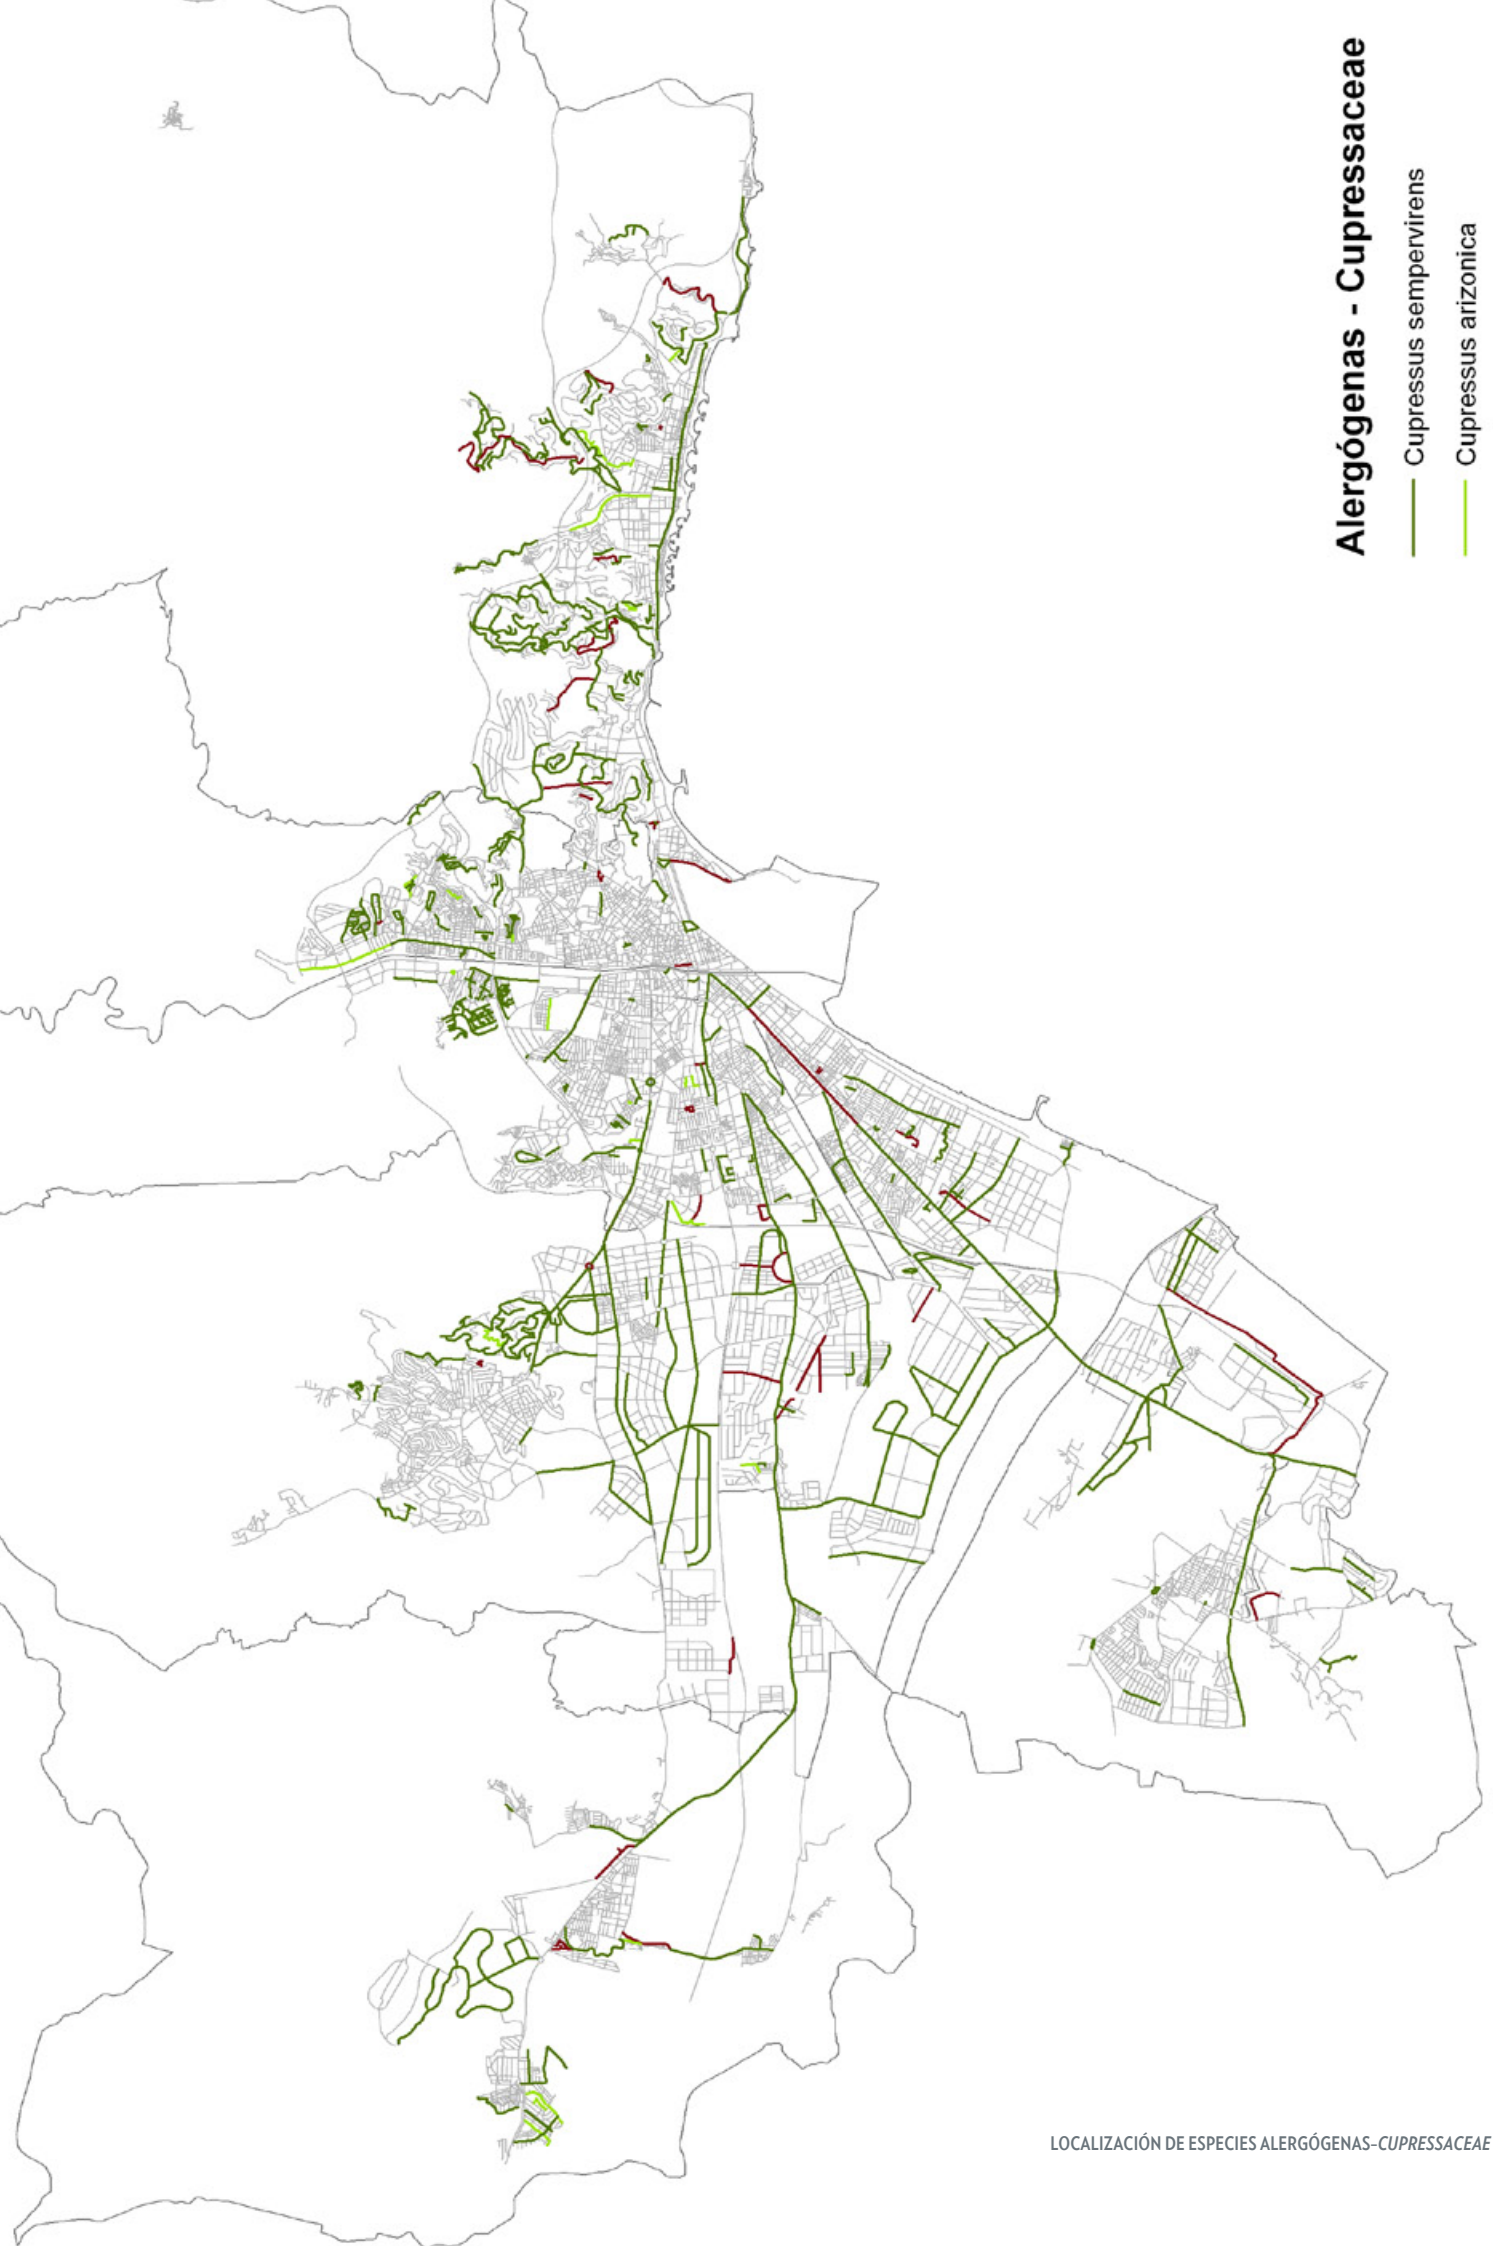 Alergógenas - Cupressaceae
Cupressus sempervirens
Cupressus arizonica
LOCALIZACIÓN DE ESPECIES ALERGÓGENAS-CUPRESSACEAE